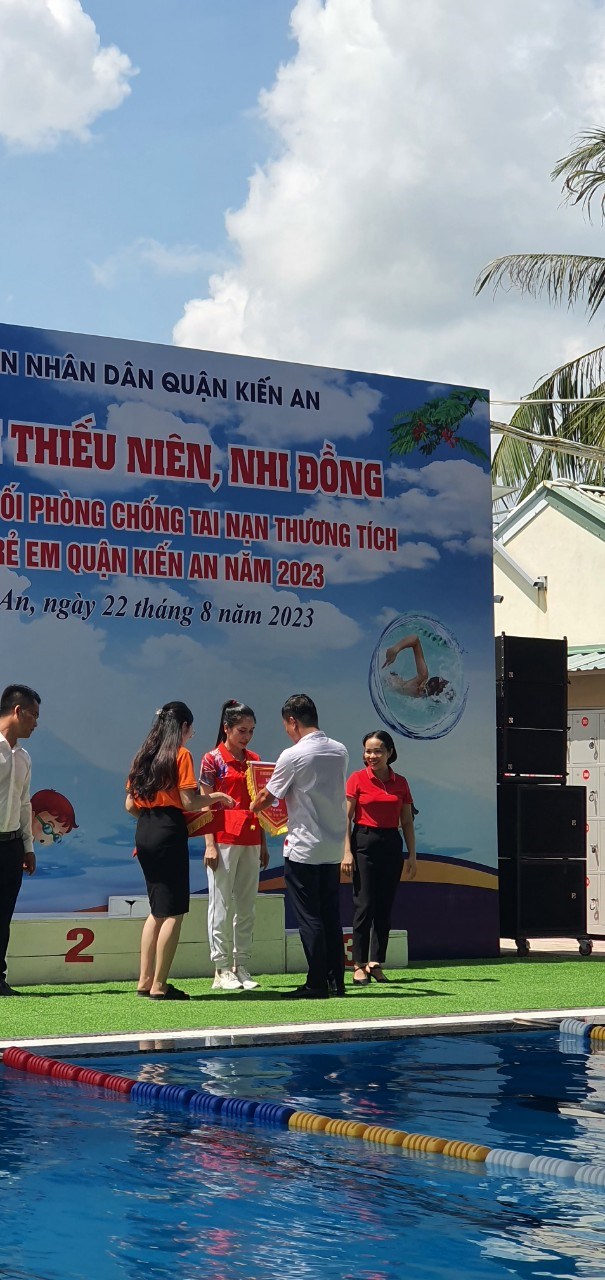 N NHÂN DÂN QUẬN KIẾN AN
THIẾU NIÊN, NHI ĐỒNG
ỐI PHÒNG CHỐNG TAI NẠN THƯƠNG TÍCH
RẺ EM QUẬN KIẾN AN NĂM 2023
An, ngày 22 tháng 8 năm 2023
2
3